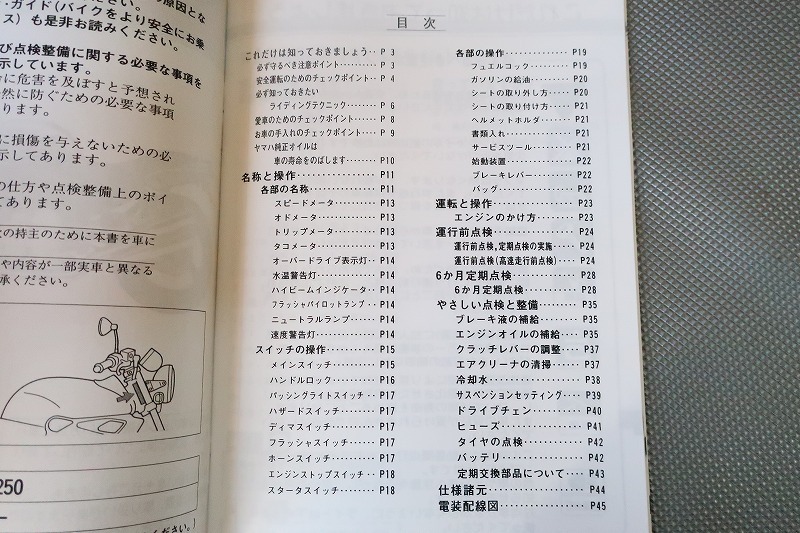 ・ガイド(バイクをより安全にお乗
ス)も是非お読みください。
び点検整備に関する必要な事項を
示しています。
に危害を及ぼすと予想され
然に防ぐための必要な事項
ります。
に損傷を与えないための必
示してあります。
の仕方や点検整備上のポイ
てあります。
の持主のために本書を車に
や内容が一部実車と異なる
承ください。
250
目 次
これだけは知っておきましょう‥P 3
必ず守るべき注意ポイント‥‥‥P 3
安全運転のためのチェックポイント‥P 4
必ず知っておきたい
ライディングテクニック‥‥‥P 6
愛車のためのチェックポイント‥‥P 8
お車の手入れのチェックポイント‥‥P 9
ヤマハ純正オイルは
車の寿命をのばします‥‥‥P10
名称と操作‥‥‥P11
各部の名称‥‥‥P11
スピードメータ‥‥‥P13
オドメータ‥‥‥P13
トリップメータ‥‥‥P13
タコメータ‥‥‥P13
オーバードライブ表示灯‥‥P14
水温警告灯‥‥‥P14
ハイビームインジケータ‥‥P14
フラッシャパイロットランプ‥‥P14
ニュートラルランプ‥‥‥P14
速度警告灯‥‥‥P14
スイッチの操作‥‥‥P15
メインスイッチ‥‥‥P15
ハンドルロック‥‥‥P16
パッシングライトスイッチ‥‥P17
ハザードスイッチ‥‥‥P17
ディマスイッチ‥‥‥P17
フラッシャスイッチ‥‥‥P17
ホーンスイッチ‥‥‥P17
エンジンストップスイッチ‥‥P18
スタータスイッチ‥‥‥P18
各部の操作‥‥‥P19
フュエルコック‥‥‥P19
ガソリンの給油‥‥‥P20
シートの取り外し方‥‥‥P20
シートの取り付け方‥‥‥P21
ヘルメットホルダ‥‥‥P21
書類入れ‥‥‥P21
サービスツール‥‥‥P21
始動装置‥‥‥P22
ブレーキレバー‥‥‥P22
バッグ‥‥‥P22
運転と操作‥‥‥P23
エンジンのかけ方‥‥‥P23
運行前点検‥‥‥P24
運行前点検,定期点検の実施‥‥‥P24
運行前点検(高速走行前点検)‥‥‥P24
6か月定期点検‥‥‥P28
6か月定期点検‥‥‥P28
やさしい点検と整備‥‥‥P35
ブレーキ液の補給‥‥‥P35
エンジンオイルの補給‥‥‥P35
クラッチレバーの調整‥‥‥P37
エアクリーナの清掃‥‥‥P37
冷却水‥‥‥P38
サスペンションセッティング‥‥‥P39
ドライブチェン‥‥‥P40
ヒューズ‥‥‥P41
タイヤの点検‥‥‥P42
バッテリ‥‥‥P42
定期交換部品について‥‥‥P43
仕様諸元‥‥‥P44
電装配線図‥‥‥P45